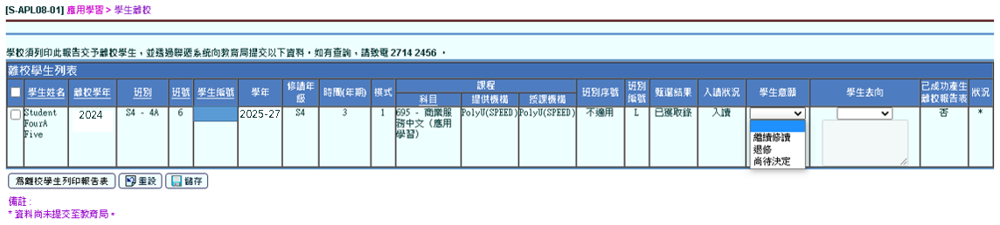 [S-APL08-01] 應用學習 > 學生離校
學校須列印此報告交予離校學生，並透過聯遞系統向教育局提交以下資料。如有查詢，請致電 2714 2456 。
離校學生列表
學生姓名 離校學年 班別 班號 學生編號 學年 修讀年級 時間(年期) 模式 課程 科目 提供機構 授課機構 班別序號 班別編號 甄選結果 入讀狀況 學生意願 學生去向 已成功產生離校報告表 狀況
Student FourA Five 2024 S4 - 4A 6 2025-27 S4 3 1 695 - 商業服務中文（應用學習） PolyU(SPEED) PolyU(SPEED) 不適用 L 已獲取錄 入讀 否 *
繼續修讀
退修
尚待決定
為離校學生列印報告表 重設 儲存
備註 :
* 資料尚未提交至教育局。